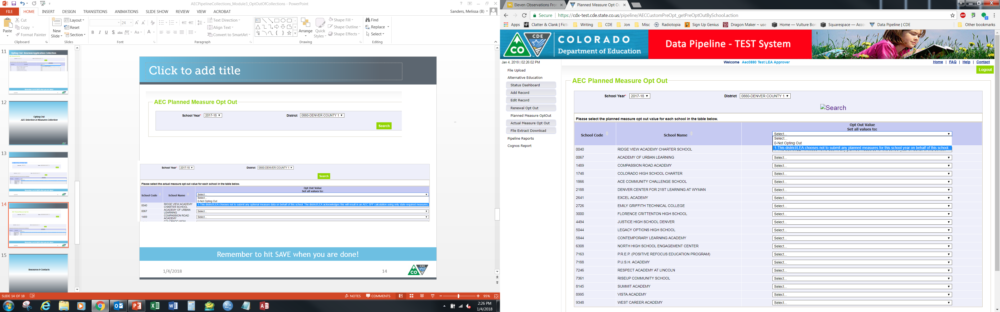 AECPipelineCollections_Module3_OptOutOfCollections - PowerPoint
FILE HOME INSERT DESIGN TRANSITIONS ANIMATIONS SLIDE SHOW REVIEW VIEW ACROBAT
Sanders, Melissa (B)
Paste
Cut
Copy
Format Painter
Clipboard
New Slide
Layout
Reset
Section
Slides
24
Font
Text Direction
Align Text
Convert to SmartArt
Paragraph
Arrange
Quick Styles
Shape Fill
Shape Outline
Shape Effects
Drawing
Find
Replace
Select
Editing
11
Opting Out: Renewal/Application Collection
Remember to hit SAVE when you are done!
12
Opting Out
AEC Selection of Measures Collection
13
Remember to hit SAVE when you are done!
14
Remember to hit SAVE when you are done!
15
Resources & Contacts
Click to add title
AEC Planned Measure Opt Out
School Year* 2017-18 District 0880-DENVER COUNTY 1
Search
School Year* 2017-18 District 0880-DENVER COUNTY 1
Search
Please select the actual measure opt out value for each school in the table below.
School Code School Name Opt Out Value
Set all values to:
Select...
Select...
0-Not Opting Out
1-This district/LEA chooses not to submit any optional measure data on behalf of this school. The district/LEA acknowledges this will result in an AEC SPF calculation using only state-required measures.
0040 RIDGE VIEW ACADEMY CHARTER SCHOOL
0067 ACADEMY OF URBAN LEARNING Select...
1489 COMPASSION ROAD ACADEMY Select...
COLORADO HIGH
Remember to hit SAVE when you are done!
1/4/2018 14
CDE
CO
SLIDE 14 OF 18
NOTES COMMENTS 95%
2:26 PM
1/4/2018
Eleven Observations Fro
Planned Measure Opt Ou
Secure https://cdx-test.cde.state.co.us/pipeline/AECCustomPreOpt_getPreOptOutBySchool.action
ABP
Apps Clatter & Clank | Ficti Writing CDE Jon Misc Radiotopia Sign Up Genius Dragon Maker ~ use Home — Vulture Bon Squarespace — Acco Data Pipeline | CDE Other bookmarks
CDE
CO
COLORADO
Department of Education
Data Pipeline - TEST System
Jan 4, 2018 | 02:26:02 PM
Welcome Aec0880 Test LEA Approver
Home | FAQ | Help | Contact
Logout
File Upload
Alternative Education
Status Dashboard
Add Record
Edit Record
Renewal Opt Out
Planned Measure OptOut
Actual Measure Opt Out
File Extract Download
Pipeline Reports
Cognos Report
AEC Planned Measure Opt Out
School Year* 2017-18 District 0880-DENVER COUNTY 1
Search
Please select the planned measure opt out value for each school in the table below.
School Code School Name Opt Out Value
Set all values to:
Select...
Select...
0-Not Opting Out
1-This district/LEA chooses not to submit any planned measures for this school year on behalf of this school.
0040 RIDGE VIEW ACADEMY CHARTER SCHOOL
0067 ACADEMY OF URBAN LEARNING Select...
1489 COMPASSION ROAD ACADEMY Select...
1748 COLORADO HIGH SCHOOL CHARTER Select...
1866 ACE COMMUNITY CHALLENGE SCHOOL Select...
2188 DENVER CENTER FOR 21ST LEARNING AT WYMAN Select...
2641 EXCEL ACADEMY Select...
2726 EMILY GRIFFITH TECHNICAL COLLEGE Select...
3000 FLORENCE CRITTENTON HIGH SCHOOL Select...
4494 JUSTICE HIGH SCHOOL DENVER Select...
5044 LEGACY OPTIONS HIGH SCHOOL Select...
5844 CONTEMPORARY LEARNING ACADEMY Select...
6308 NORTH HIGH SCHOOL ENGAGEMENT CENTER Select...
7163 P.R.E.P. (POSITIVE REFOCUS EDUCATION PROGRAM) Select...
7188 P.U.S.H. ACADEMY Select...
7246 RESPECT ACADEMY AT LINCOLN Select...
7361 RISEUP COMMUNITY SCHOOL Select...
8145 SUMMIT ACADEMY Select...
8995 VISTA ACADEMY Select...
9348 WEST CAREER ACADEMY Select...